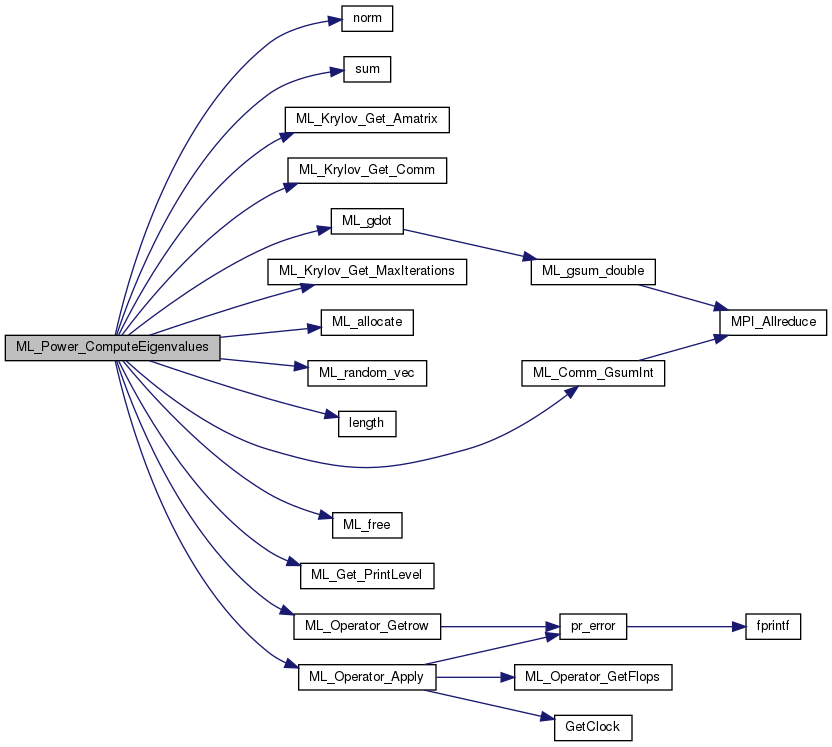 norm
sum
ML_Krylov_Get_Amatrix
ML_Krylov_Get_Comm
ML_gdot
ML_Krylov_Get_MaxIterations
ML_gsum_double
ML_allocate
MPI_Allreduce
ML_Power_ComputeEigenvalues
ML_random_vec
ML_Comm_GsumInt
length
ML_free
ML_Get_PrintLevel
ML_Operator_Getrow
pr_error
fprintf
ML_Operator_Apply
ML_Operator_GetFlops
GetClock